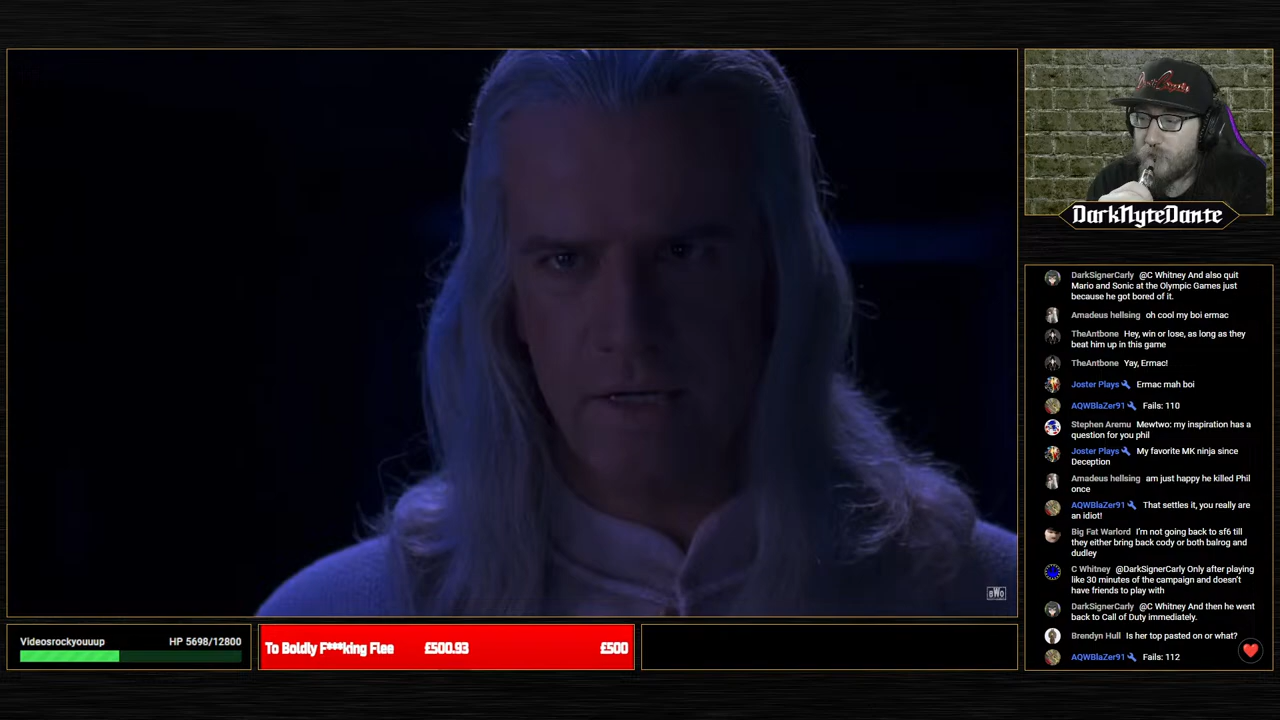 DarkNyteDante
DarkSignerCarly @C Whitney And also quit
Mario and Sonic at the Olympic Games just
because he got bored of it.
Amadeus hellsing oh cool my boi ermac
TheAntbone Hey, win or lose, as long as they
beat him up in this game
TheAntbone Yay, Ermac!
Joster Plays Ermac mah boi
AQWBlaZer91 Fails: 110
Stephen Aremu Mewtwo: my inspiration has a
question for you phil
Joster Plays My favorite MK ninja since
Deception
Amadeus hellsing am just happy he killed Phil
once
AQWBlaZer91 That settles it, you really are
an idiot!
Big Fat Warlord I'm not going back to sf6 till
they either bring back cody or both balrog and
dudley
C Whitney @DarkSignerCarly Only after playing
like 30 minutes of the campaign and doesn't
have friends to play with
DarkSignerCarly @C Whitney And then he went
back to Call of Duty immediately.
Brendyn Hull Is her top pasted on or what?
AQWBlaZer91 Fails: 112
BWO
Videosrockyouuup HP 5698/12800
To Boldly F***king Flee £500.93 £500